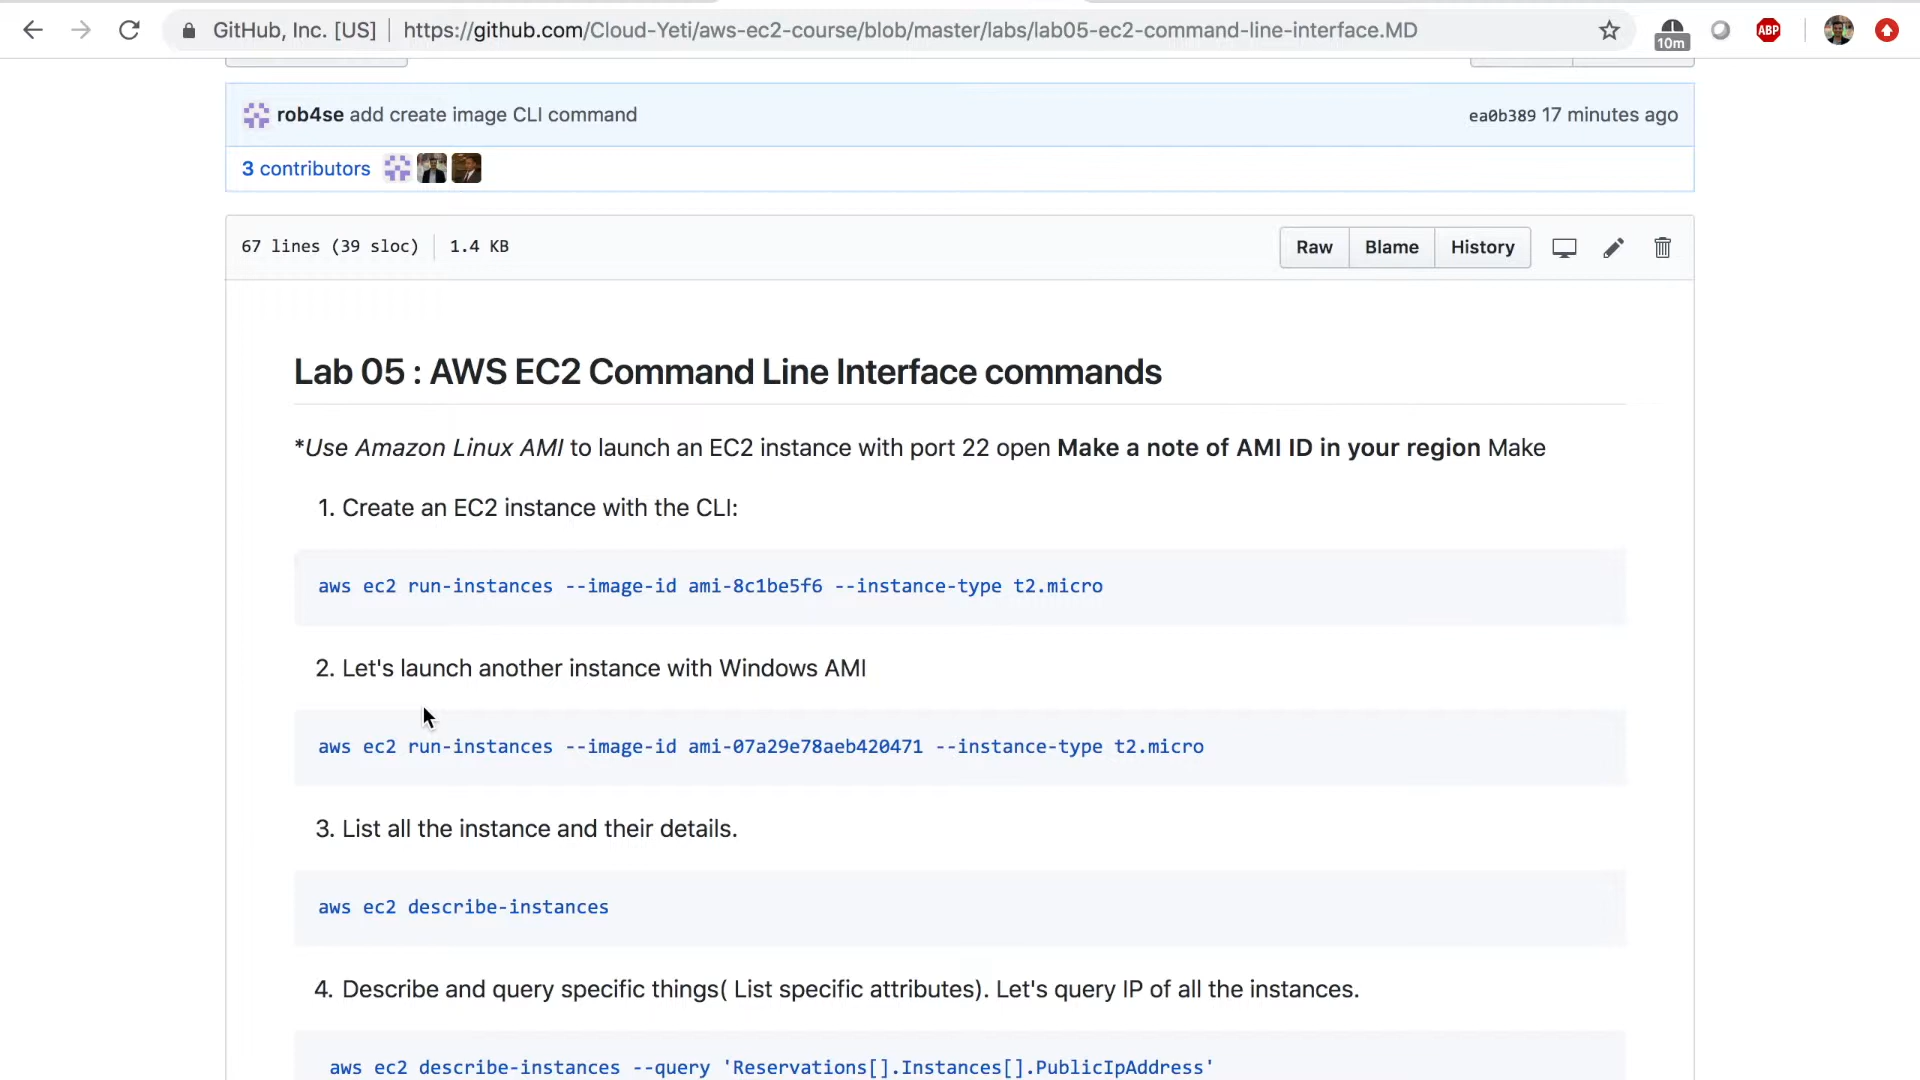 GitHub, Inc. [US] | https://github.com/Cloud-Yeti/aws-ec2-course/blob/master/labs/lab05-ec2-command-line-interface.MD
10m
ABP
rob4se add create image CLI command
ea0b389 17 minutes ago
3 contributors
67 lines (39 sloc) | 1.4 KB
Raw Blame History
Lab 05 : AWS EC2 Command Line Interface commands
*Use Amazon Linux AMI to launch an EC2 instance with port 22 open Make a note of AMI ID in your region Make
1. Create an EC2 instance with the CLI:
aws ec2 run-instances --image-id ami-8c1be5f6 --instance-type t2.micro
2. Let's launch another instance with Windows AMI
aws ec2 run-instances --image-id ami-07a29e78aeb420471 --instance-type t2.micro
3. List all the instance and their details.
aws ec2 describe-instances
4. Describe and query specific things( List specific attributes). Let's query IP of all the instances.
aws ec2 describe-instances --query 'Reservations[].Instances[].PublicIpAddress'